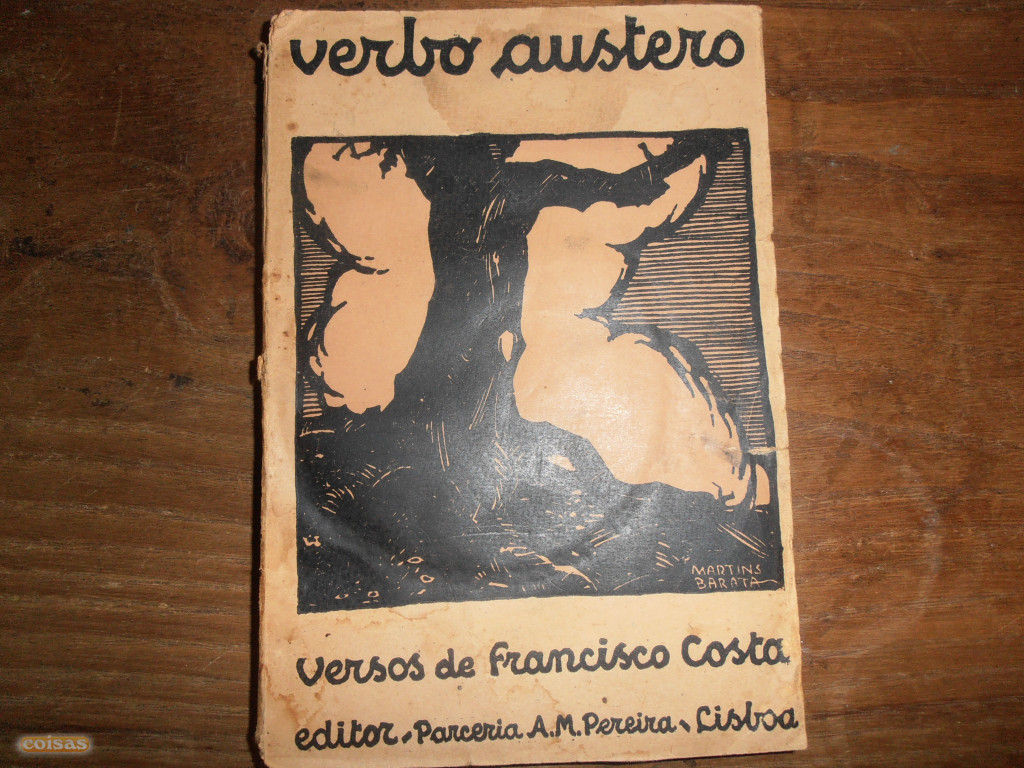 verbo austero
MARTINS
BARATA
versos de francisco Costa
editor, Parceria A.M. Pereira, Lisboa
coisas